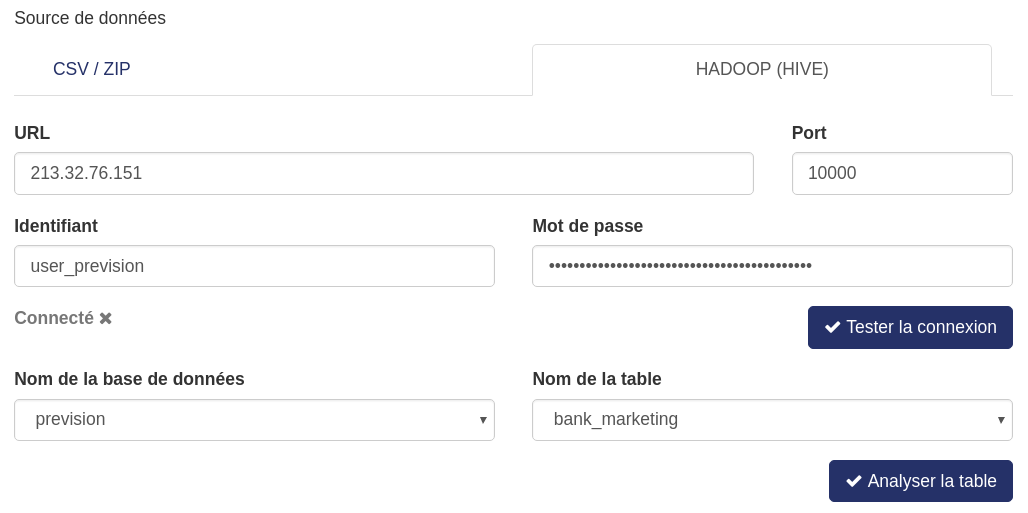 Source de données
CSV / ZIP
HADOOP (HIVE)
URL
Port
213.32.76.151
10000
Identifiant
Mot de passe
user_prevision
•••••••••••••••••••••••••••••••••••••••••••
Connecté ✖
✔ Tester la connexion
Nom de la base de données
Nom de la table
prevision
bank_marketing
✔ Analyser la table